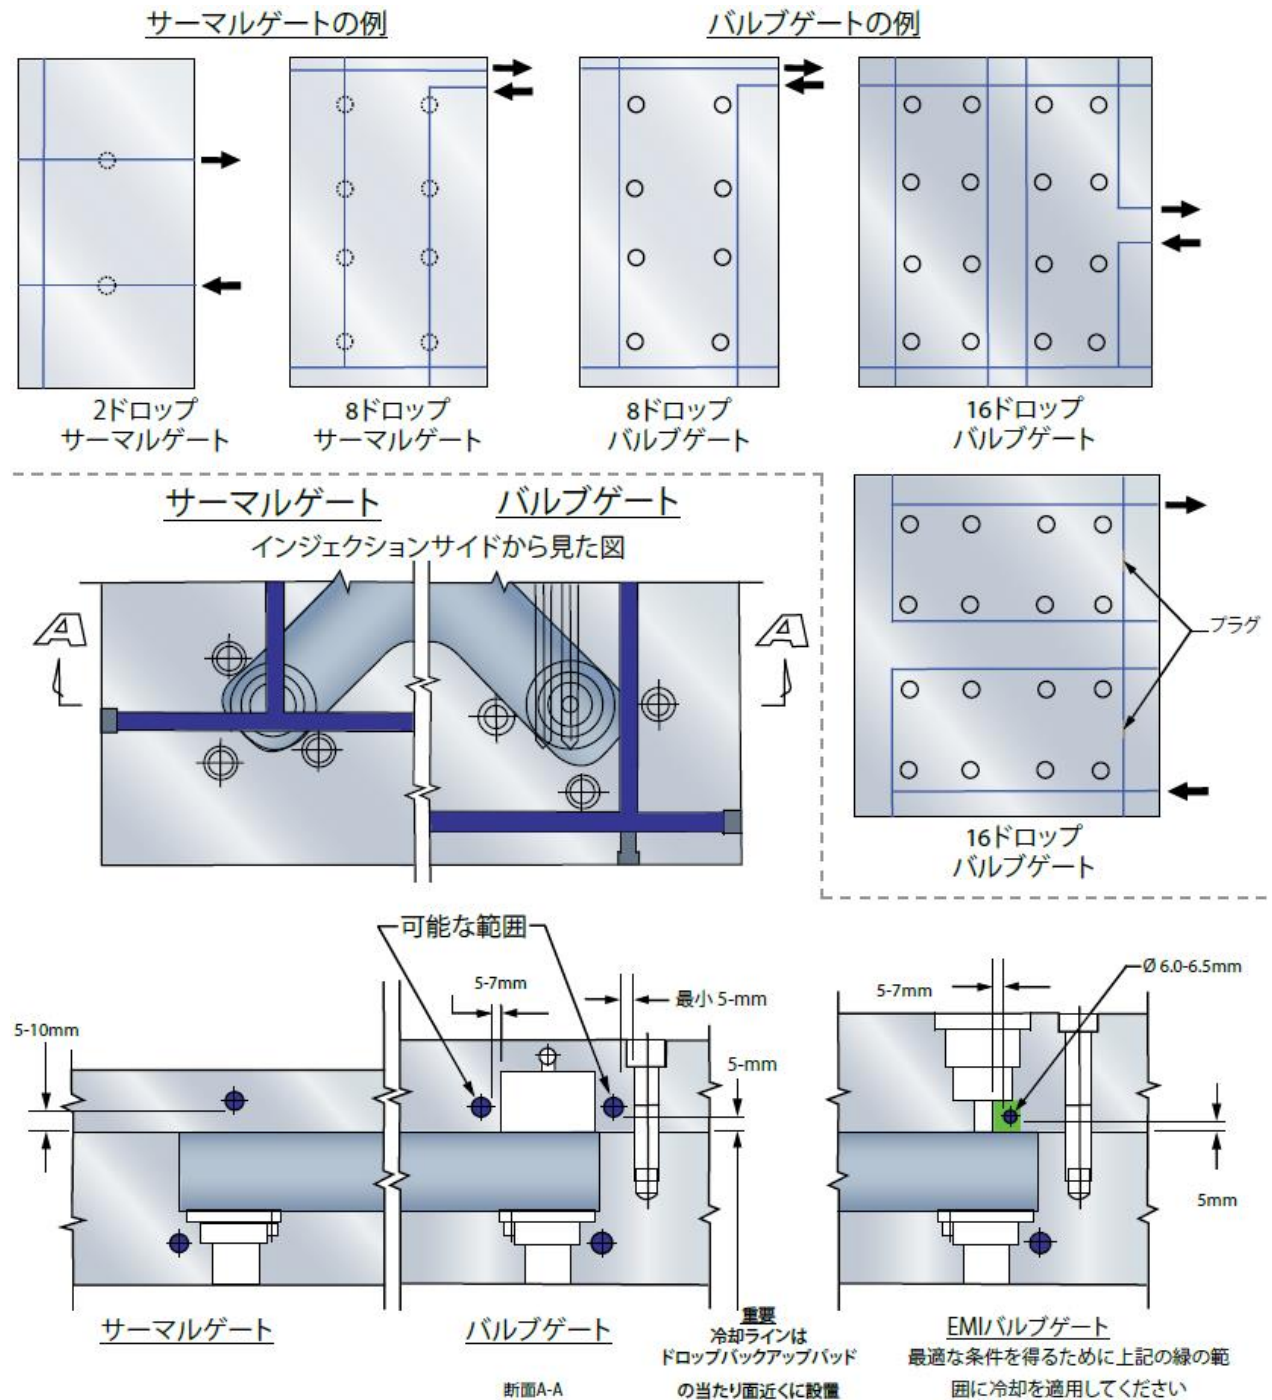 サーマルゲートの例
バルブゲートの例
2ドロップ
サーマルゲート
8ドロップ
サーマルゲート
8ドロップ
バルブゲート
16ドロップ
バルブゲート
サーマルゲート
バルブゲート
インジェクションサイドから見た図
A
A
プラグ
16ドロップ
バルブゲート
可能な範囲
5-7mm
最小 5-mm
5-10mm
5-mm
Ø 6.0-6.5mm
5-7mm
5mm
サーマルゲート
バルブゲート
断面A-A
重要
冷却ラインは
ドロップバックアップパッド
の当たり面近くに設置
EMIバルブゲート
最適な条件を得るために上記の緑の範
囲に冷却を適用してください